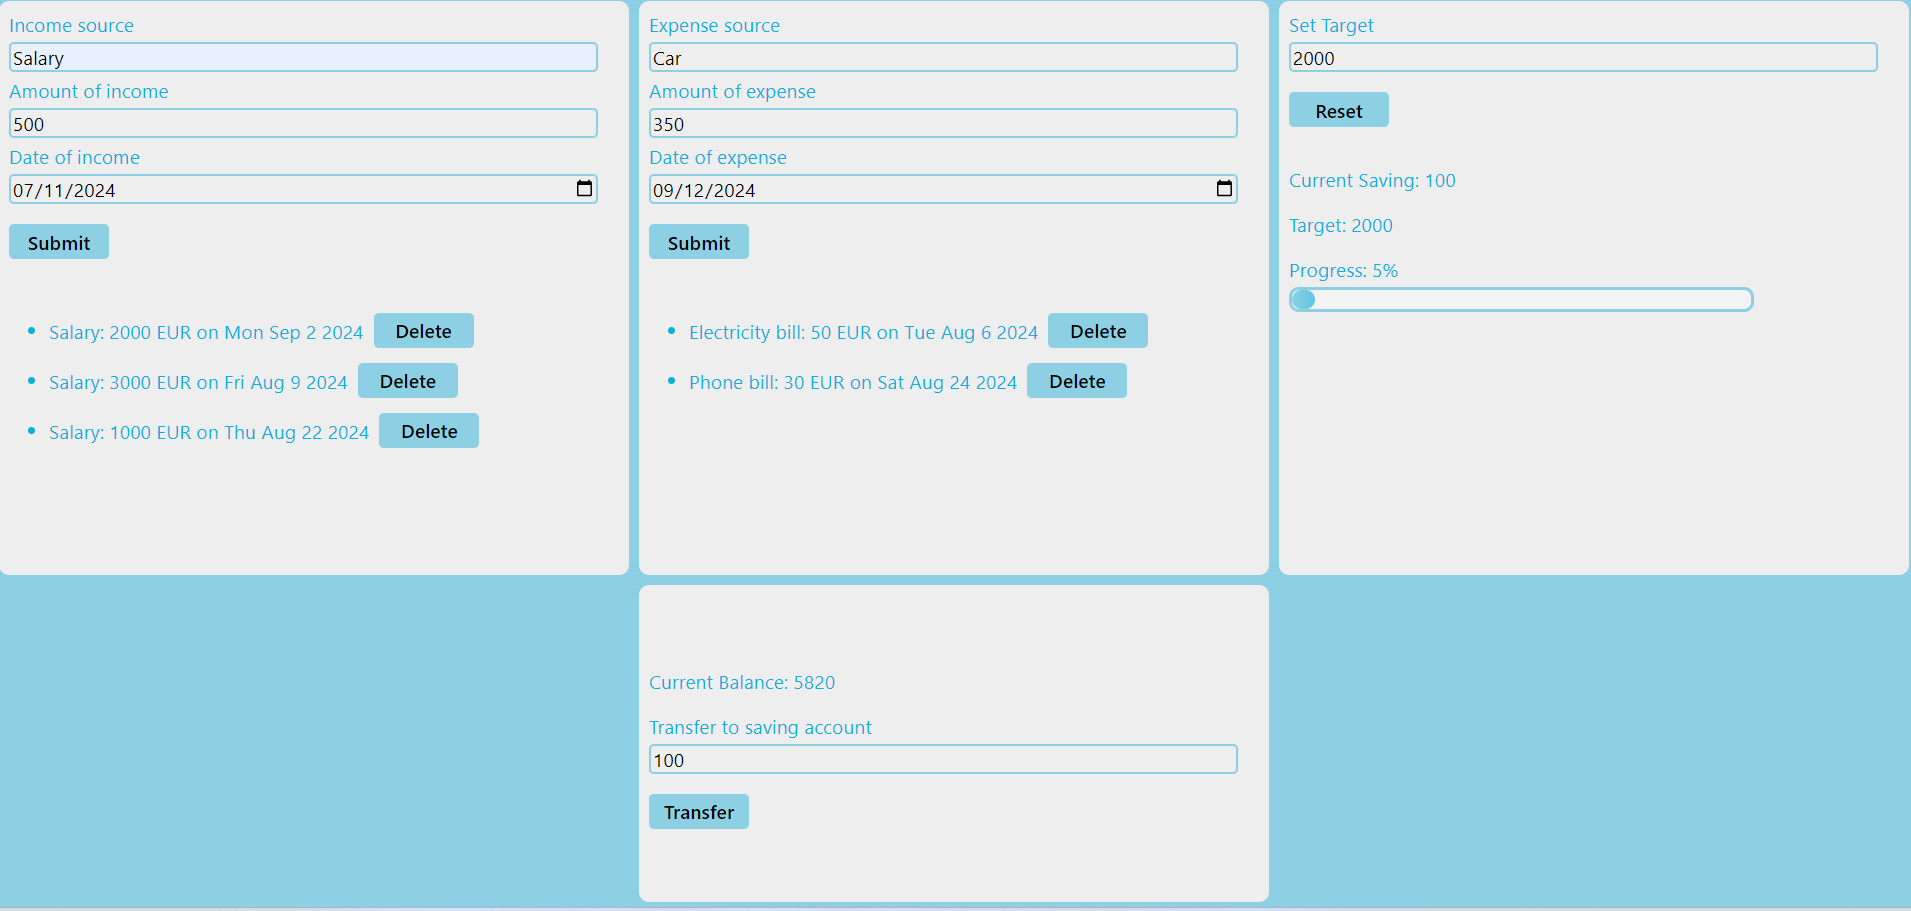 Income source
Salary
Amount of income
500
Date of income
07/11/2024
Submit
Salary: 2000 EUR on Mon Sep 2 2024 Delete
Salary: 3000 EUR on Fri Aug 9 2024 Delete
Salary: 1000 EUR on Thu Aug 22 2024 Delete
Expense source
Car
Amount of expense
350
Date of expense
09/12/2024
Submit
Electricity bill: 50 EUR on Tue Aug 6 2024 Delete
Phone bill: 30 EUR on Sat Aug 24 2024 Delete
Set Target
2000
Reset
Current Saving: 100
Target: 2000
Progress: 5%
Current Balance: 5820
Transfer to saving account
100
Transfer